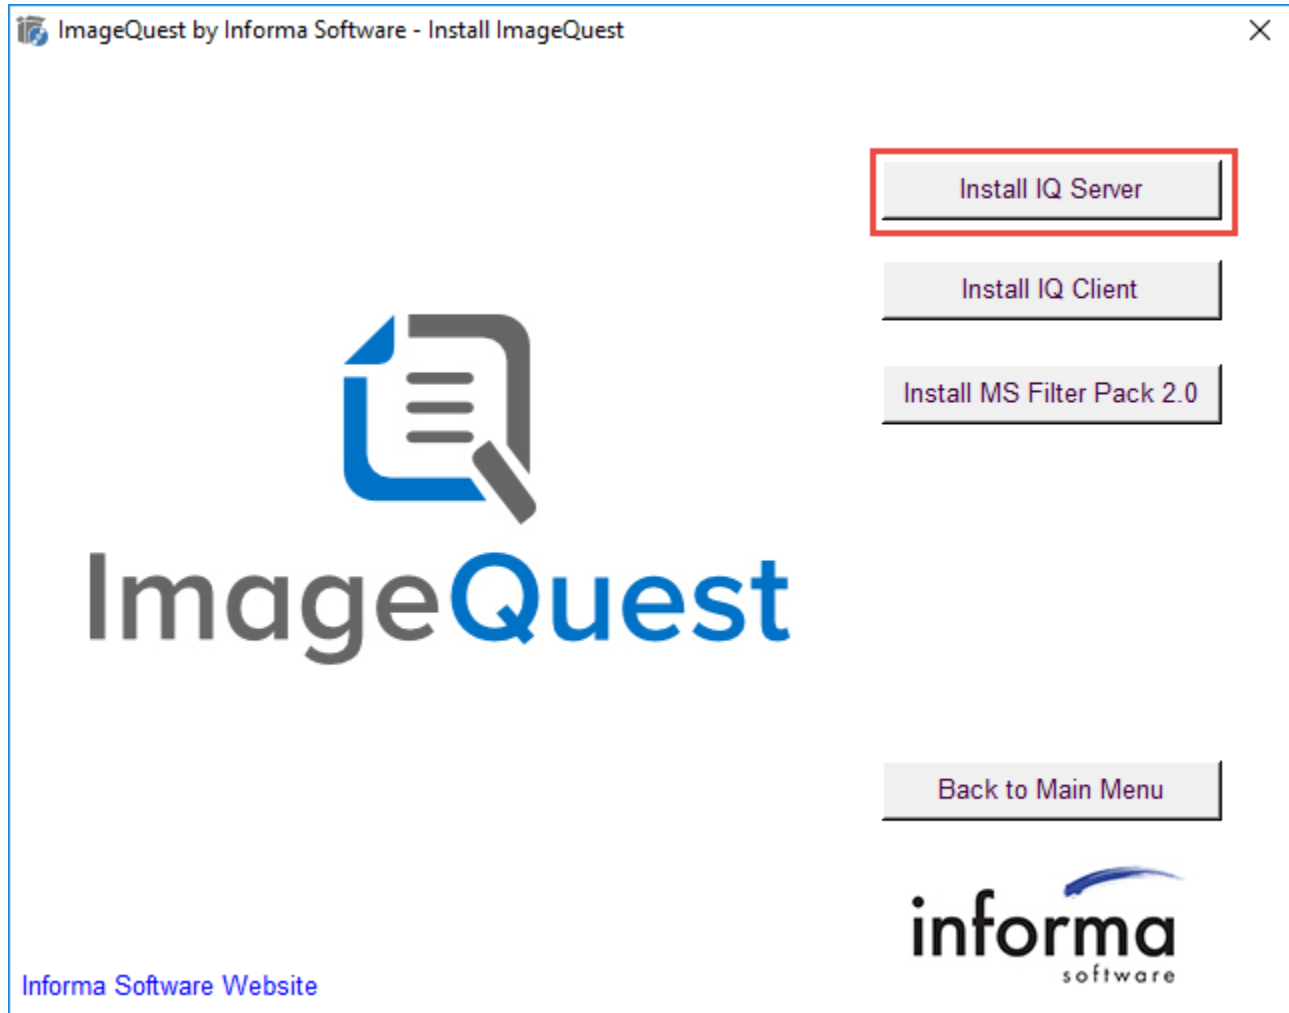 ImageQuest by Informa Software - Install ImageQuest
Install IQ Server
Install IQ Client
Install MS Filter Pack 2.0
ImageQuest
Back to Main Menu
informa
software
Informa Software Website